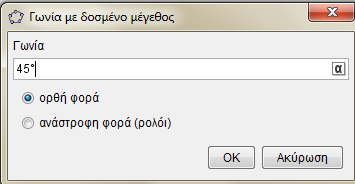 Γωνία με δοσμένο μέγεθος
Γωνία
45°
α
ορθή φορά
ανάστροφη φορά (ρολόι)
OK
Ακύρωση